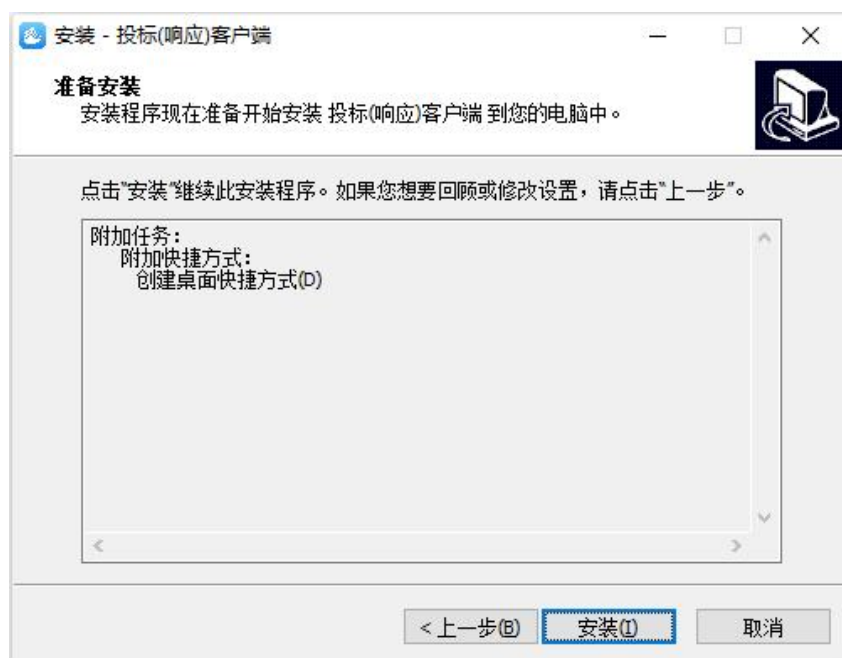 安装 - 投标(响应)客户端
准备安装
安装程序现在准备开始安装 投标(响应)客户端 到您的电脑中。
点击"安装"继续此安装程序。如果您想要回顾或修改设置，请点击"上一步"。
附加任务:
附加快捷方式:
创建桌面快捷方式(D)
< 上一步(B)
安装(I)
取消